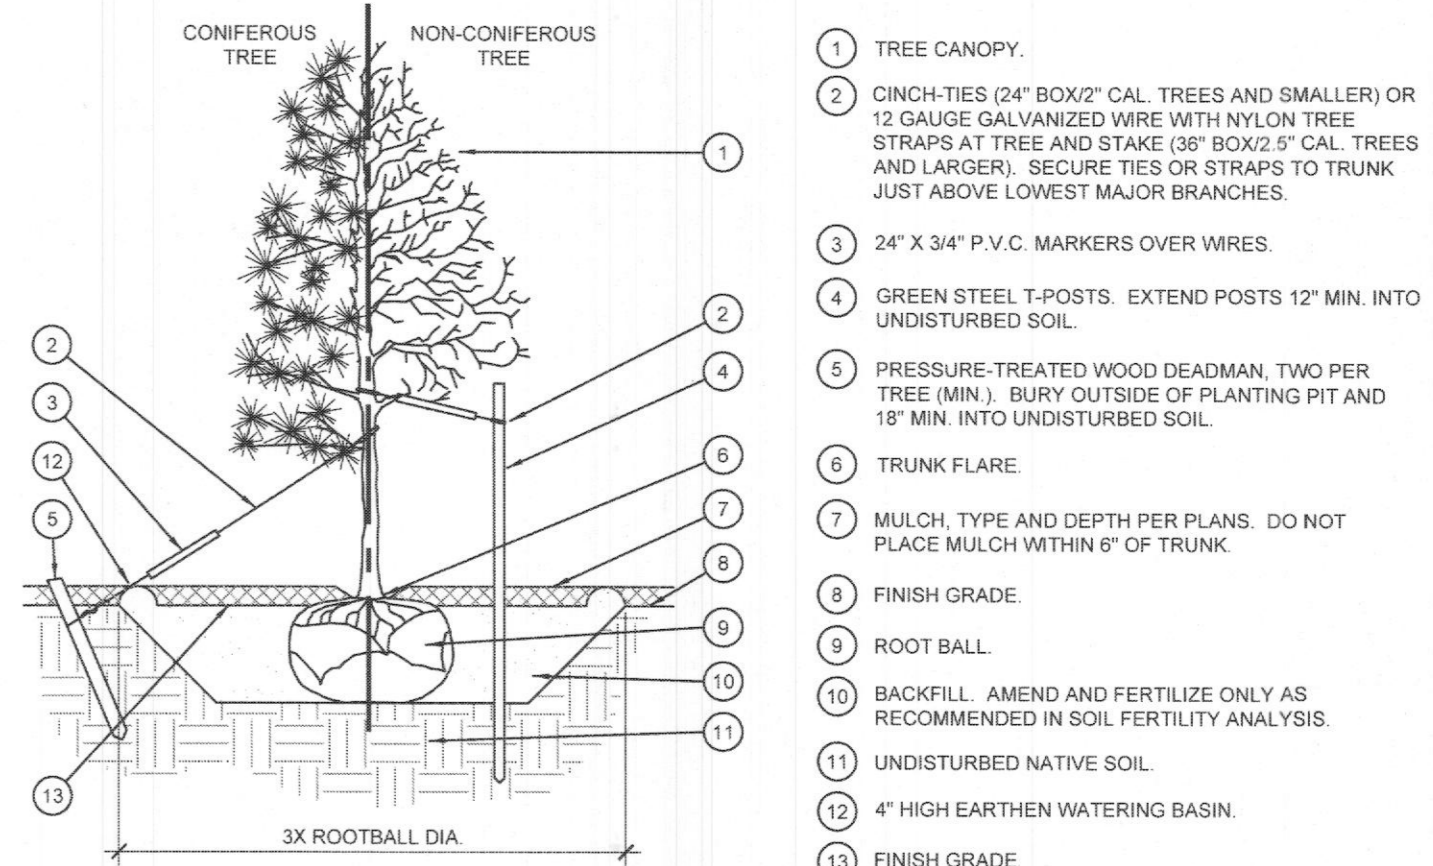 CONIFEROUS
TREE
NON-CONIFEROUS
TREE
1
2
4
6
7
8
9
10
11
2
3
12
5
13
3X ROOTBALL DIA.
1 TREE CANOPY.
2 CINCH-TIES (24" BOX/2" CAL. TREES AND SMALLER) OR
12 GAUGE GALVANIZED WIRE WITH NYLON TREE
STRAPS AT TREE AND STAKE (36" BOX/2.5" CAL. TREES
AND LARGER). SECURE TIES OR STRAPS TO TRUNK
JUST ABOVE LOWEST MAJOR BRANCHES.
3 24" X 3/4" P.V.C. MARKERS OVER WIRES.
4 GREEN STEEL T-POSTS. EXTEND POSTS 12" MIN. INTO
UNDISTURBED SOIL.
5 PRESSURE-TREATED WOOD DEADMAN, TWO PER
TREE (MIN.). BURY OUTSIDE OF PLANTING PIT AND
18" MIN. INTO UNDISTURBED SOIL.
6 TRUNK FLARE.
7 MULCH, TYPE AND DEPTH PER PLANS. DO NOT
PLACE MULCH WITHIN 6" OF TRUNK.
8 FINISH GRADE.
9 ROOT BALL.
10 BACKFILL. AMEND AND FERTILIZE ONLY AS
RECOMMENDED IN SOIL FERTILITY ANALYSIS.
11 UNDISTURBED NATIVE SOIL.
12 4" HIGH EARTHEN WATERING BASIN.
13 FINISH GRADE.